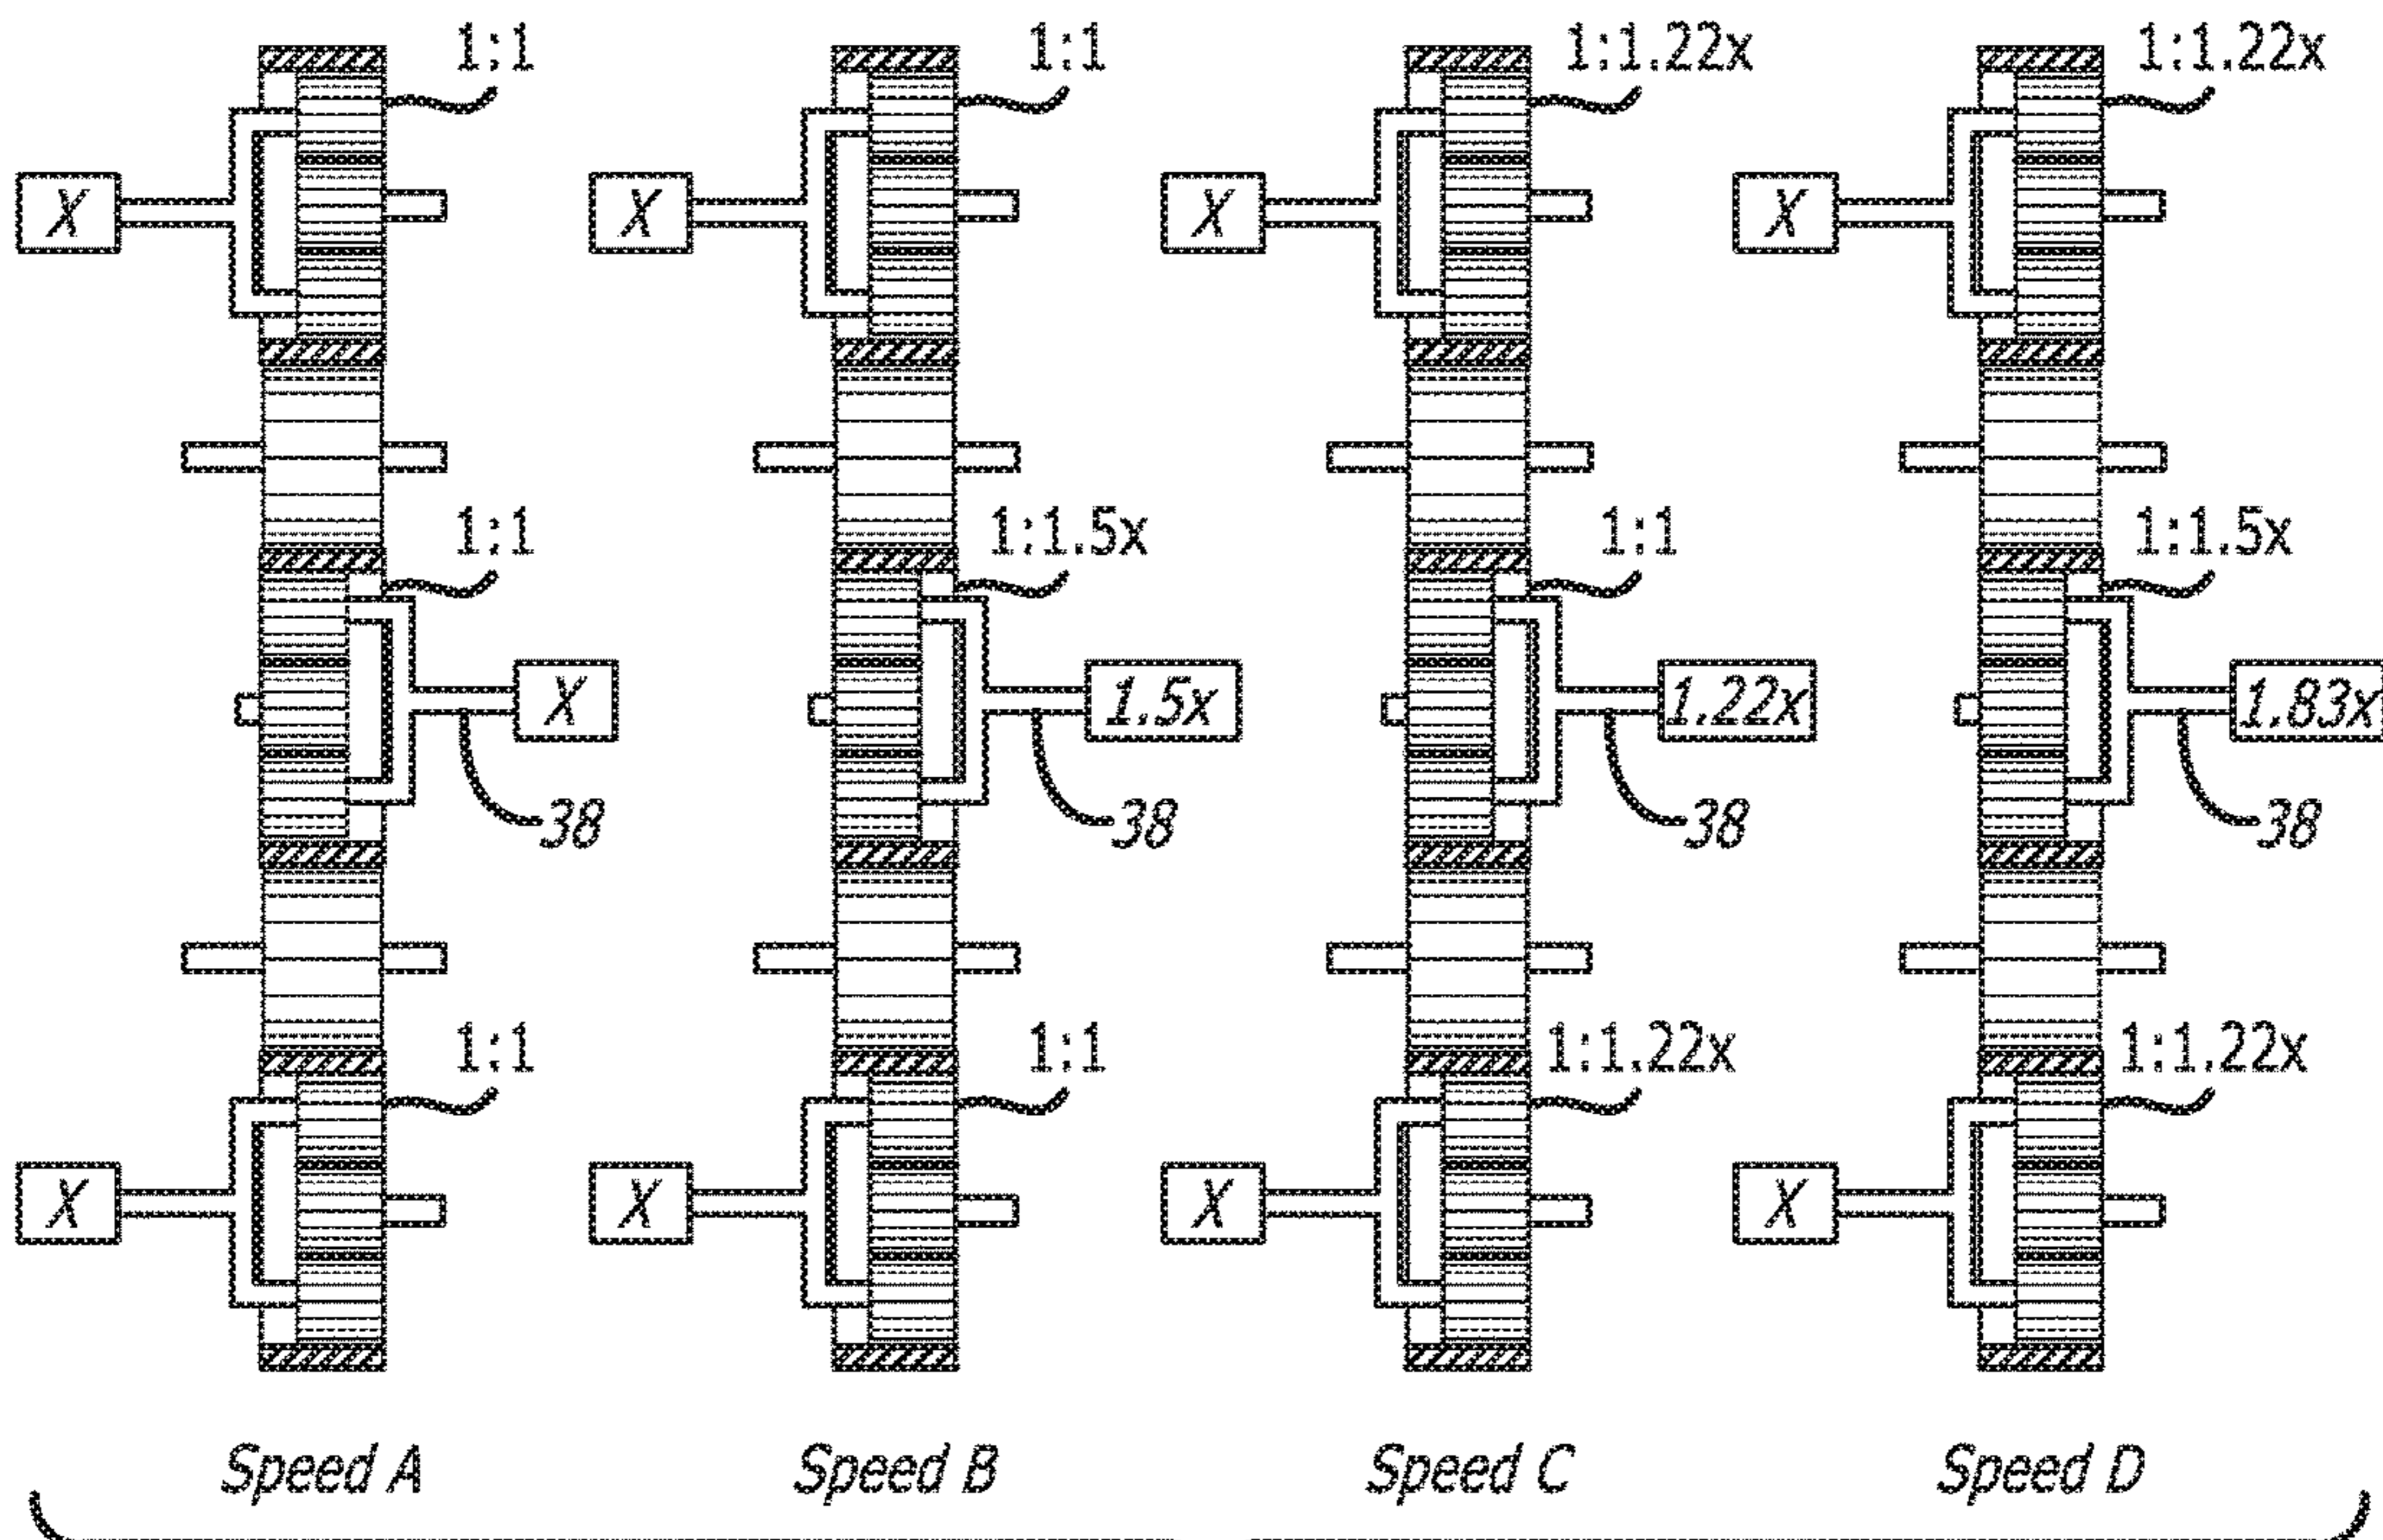 1:1 1:1 1:1.22x 1:1.22x
X X X X
1:1 1:1.5x 1:1 1:1.5x
X 1.5x 1.22x 1.83x
38 38 38 38
1:1 1:1 1:1.22x 1:1.22x
X X X X
Speed A Speed B Speed C Speed D